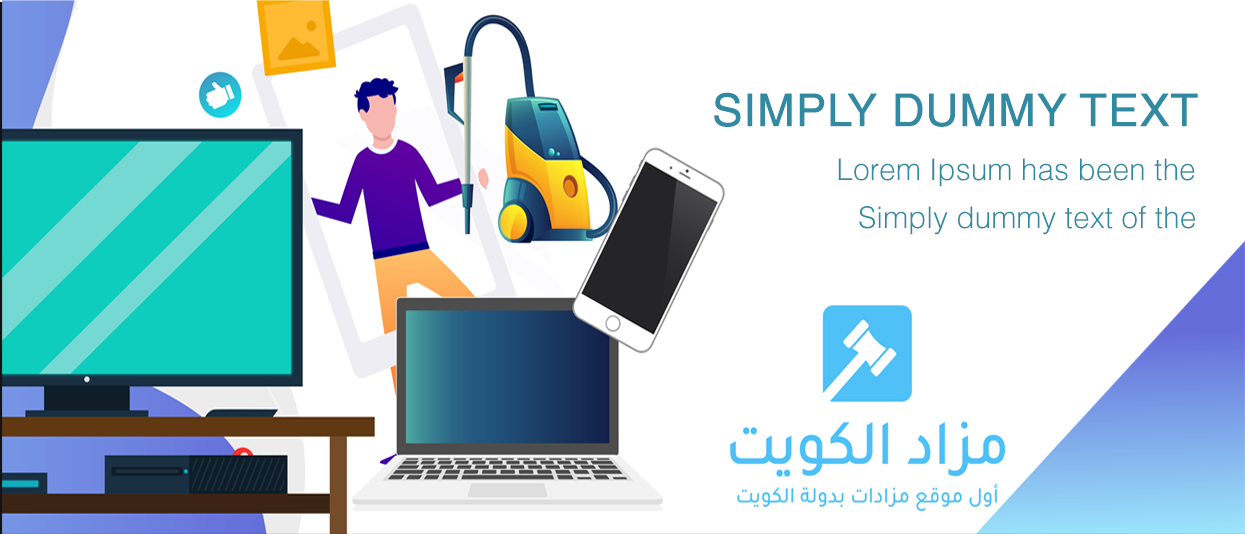 SIMPLY DUMMY TEXT
Lorem Ipsum has been the
Simply dummy text of the
مزاد الكويت
أول موقع مزادات بدولة الكويت